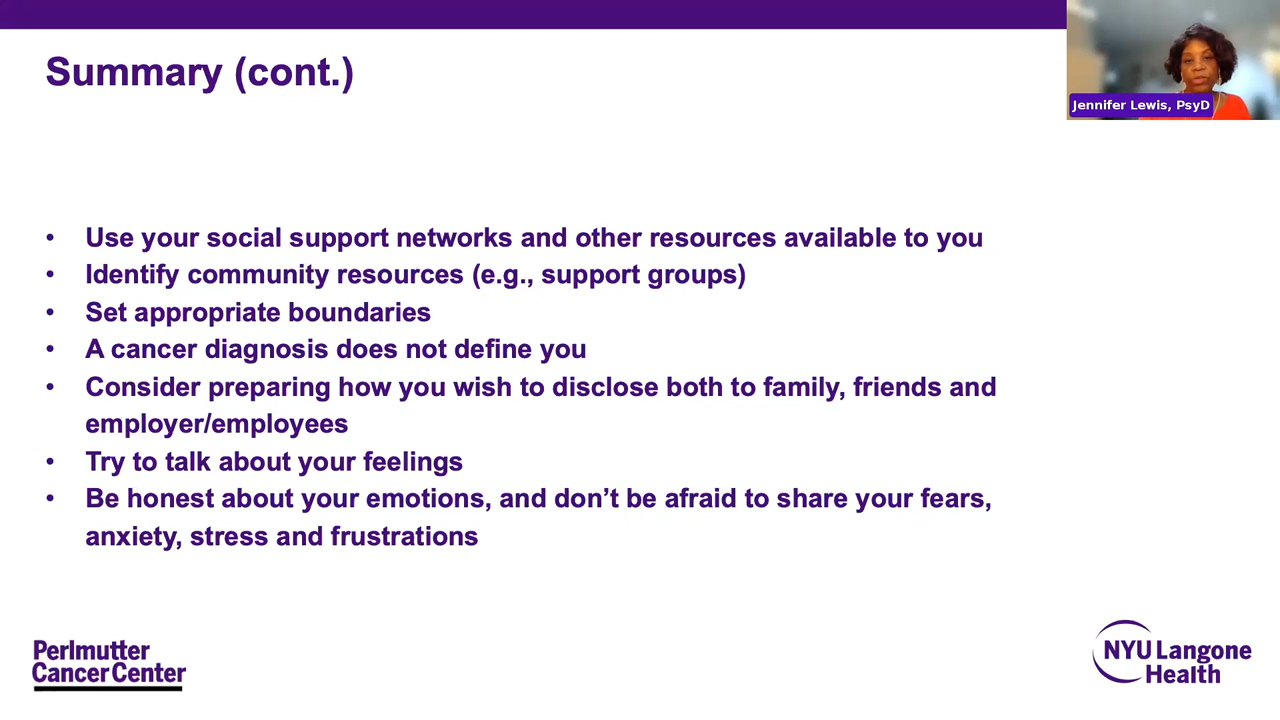 Summary (cont.)
Jennifer Lewis, PsyD
• Use your social support networks and other resources available to you
• Identify community resources (e.g., support groups)
• Set appropriate boundaries
• A cancer diagnosis does not define you
• Consider preparing how you wish to disclose both to family, friends and
employer/employees
• Try to talk about your feelings
• Be honest about your emotions, and don’t be afraid to share your fears,
anxiety, stress and frustrations
Perlmutter
Cancer Center
NYU Langone
Health